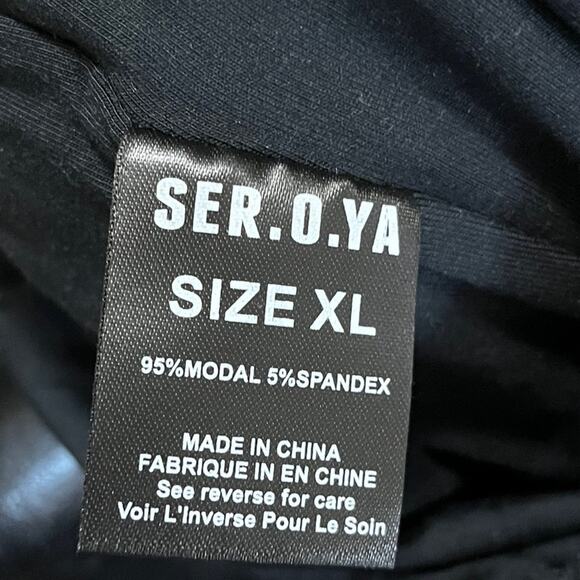 SER.O.YA
SIZE XL
95%MODAL 5%SPANDEX
MADE IN CHINA
FABRIQUE IN EN CHINE
See reverse for care
Voir L'Inverse Pour Le Soin